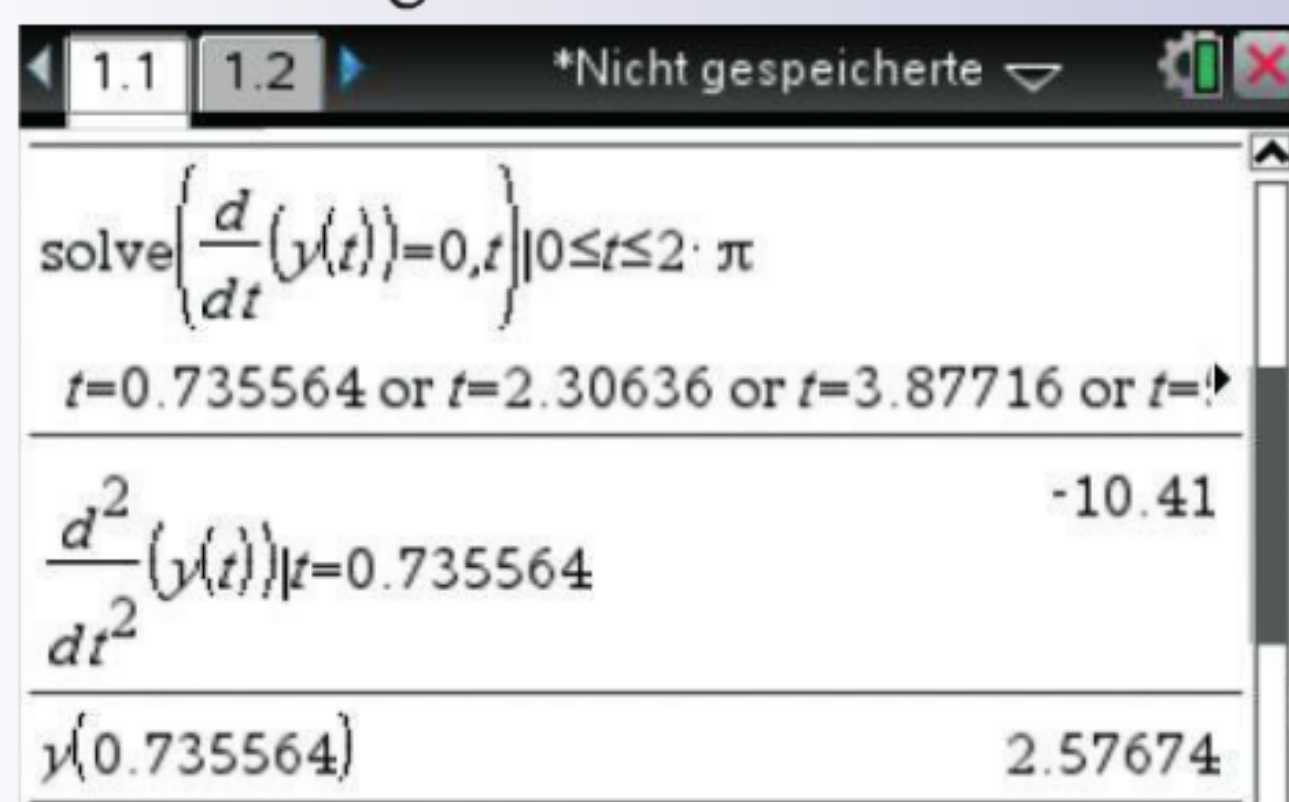 1.1 1.2 *Nicht gespeicherte
solve(d/dt(y(t))=0,t)|0≤t≤2·π
t=0.735564 or t=2.30636 or t=3.87716 or t=
d²/dt²(y(t))|t=0.735564 -10.41
y(0.735564) 2.57674